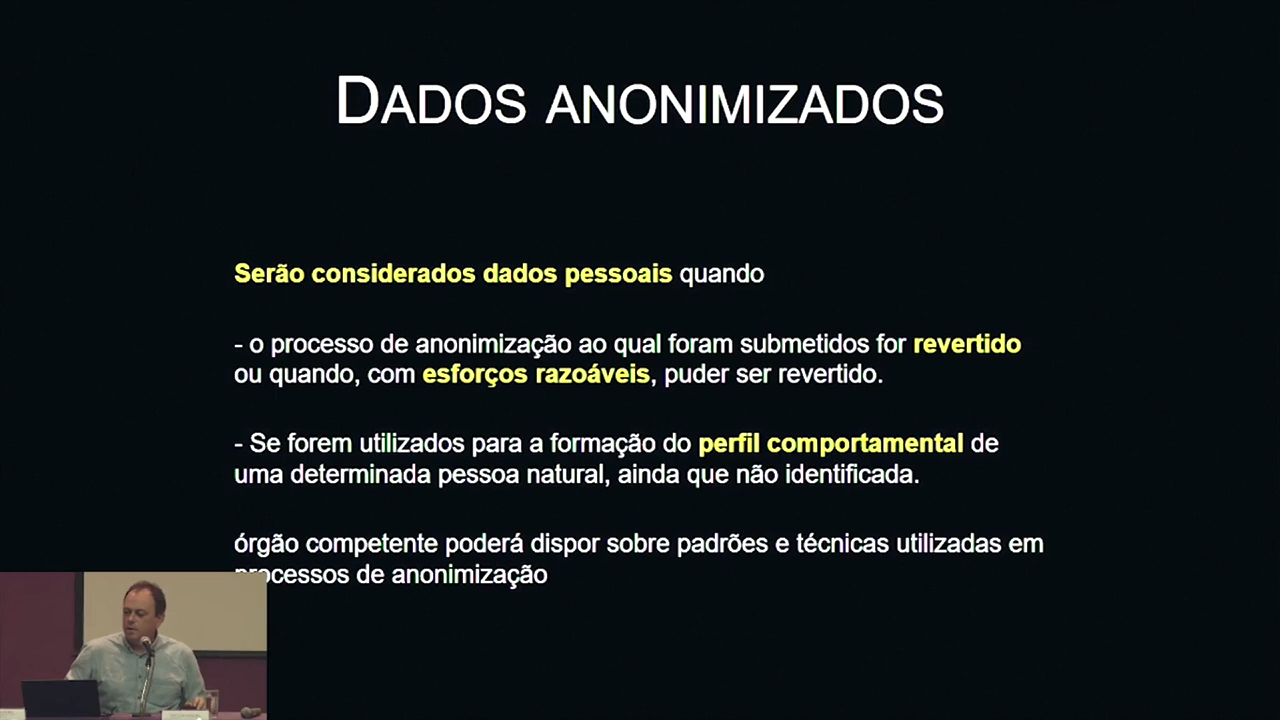 DADOS ANONIMIZADOS
Serão considerados dados pessoais quando
- o processo de anonimização ao qual foram submetidos for revertido
ou quando, com esforços razoáveis, puder ser revertido.
- Se forem utilizados para a formação do perfil comportamental de
uma determinada pessoa natural, ainda que não identificada.
órgão competente poderá dispor sobre padrões e técnicas utilizadas em
processos de anonimização